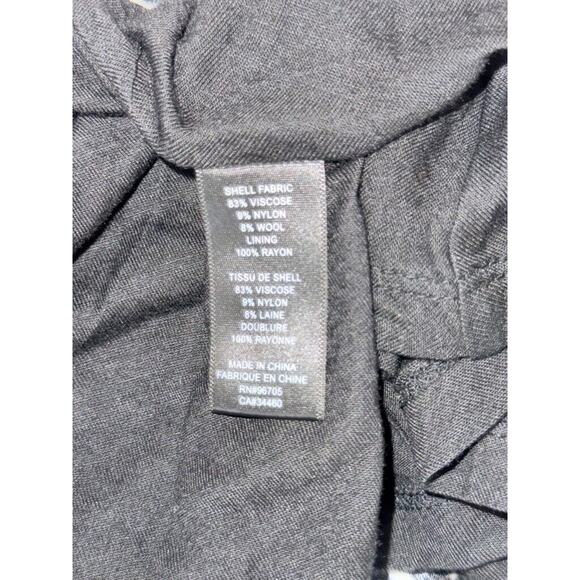 SHELL FABRIC
83% VISCOSE
9% NYLON
8% WOOL
LINING
100% RAYON
TISSU DE SHELL
83% VISCOSE
9% NYLON
8% LAINE
DOUBLURE
100% RAYONNE
MADE IN CHINA
FABRIQUE EN CHINE
RN#96705
CA#34460